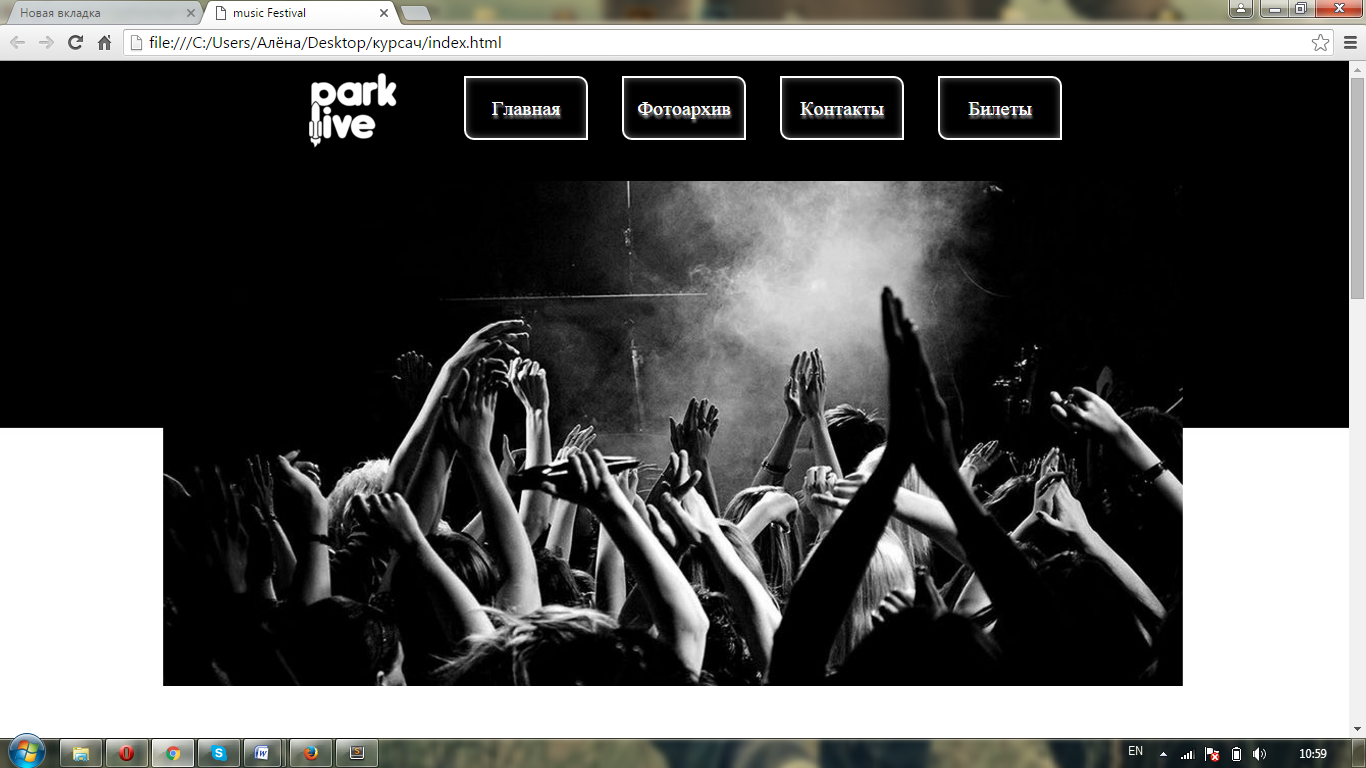 Новая вкладка
music Festival
file:///C:/Users/Алёна/Desktop/курсач/index.html
park
live
Главная
Фотоархив
Контакты
Билеты
EN
10:59